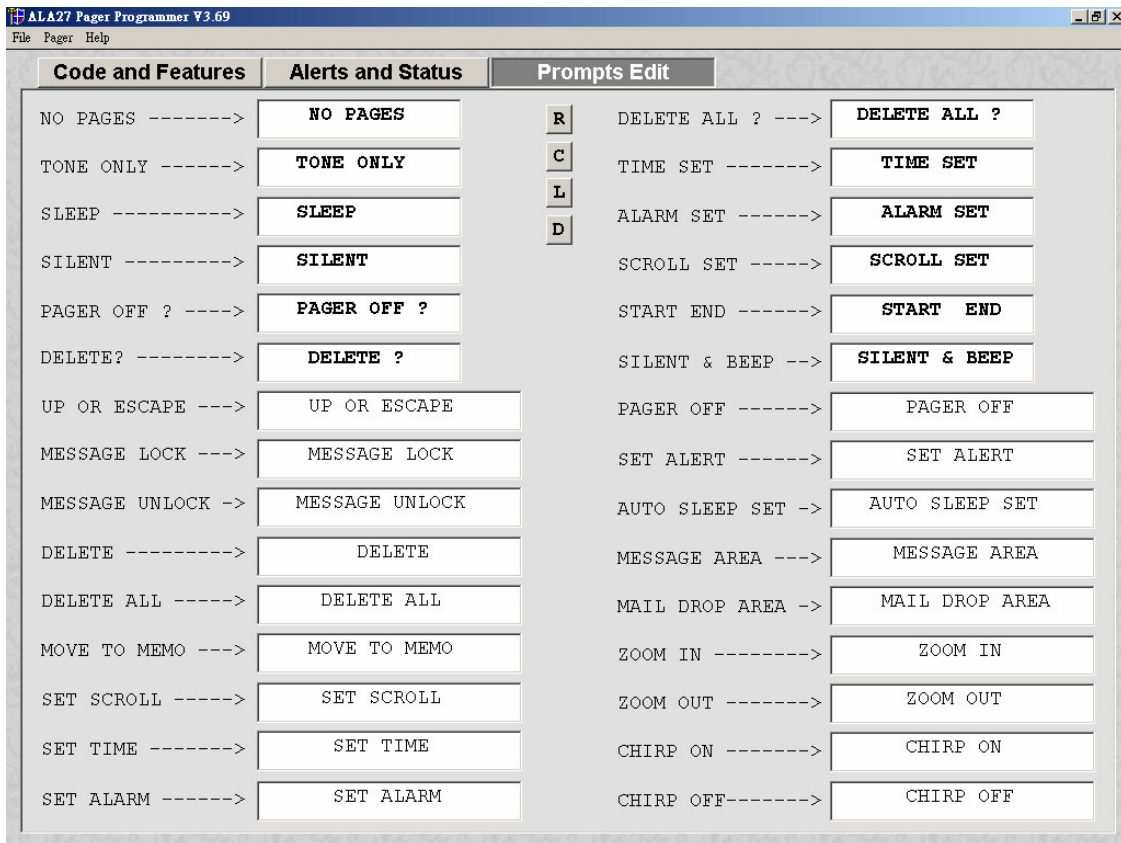 ALA27 Pager Programmer V3.69
File Pager Help
Code and Features Alerts and Status Prompts Edit
NO PAGES -------> NO PAGES
TONE ONLY ------> TONE ONLY
SLEEP ----------> SLEEP
SILENT ---------> SILENT
PAGER OFF ? ----> PAGER OFF ?
DELETE? --------> DELETE ?
UP OR ESCAPE ---> UP OR ESCAPE
MESSAGE LOCK ---> MESSAGE LOCK
MESSAGE UNLOCK -> MESSAGE UNLOCK
DELETE ---------> DELETE
DELETE ALL -----> DELETE ALL
MOVE TO MEMO ---> MOVE TO MEMO
SET SCROLL -----> SET SCROLL
SET TIME -------> SET TIME
SET ALARM ------> SET ALARM
R
C
L
D
DELETE ALL ? ---> DELETE ALL ?
TIME SET -------> TIME SET
ALARM SET ------> ALARM SET
SCROLL SET -----> SCROLL SET
START END ------> START END
SILENT & BEEP --> SILENT & BEEP
PAGER OFF ------> PAGER OFF
SET ALERT ------> SET ALERT
AUTO SLEEP SET -> AUTO SLEEP SET
MESSAGE AREA ---> MESSAGE AREA
MAIL DROP AREA -> MAIL DROP AREA
ZOOM IN --------> ZOOM IN
ZOOM OUT -------> ZOOM OUT
CHIRP ON -------> CHIRP ON
CHIRP OFF-------> CHIRP OFF